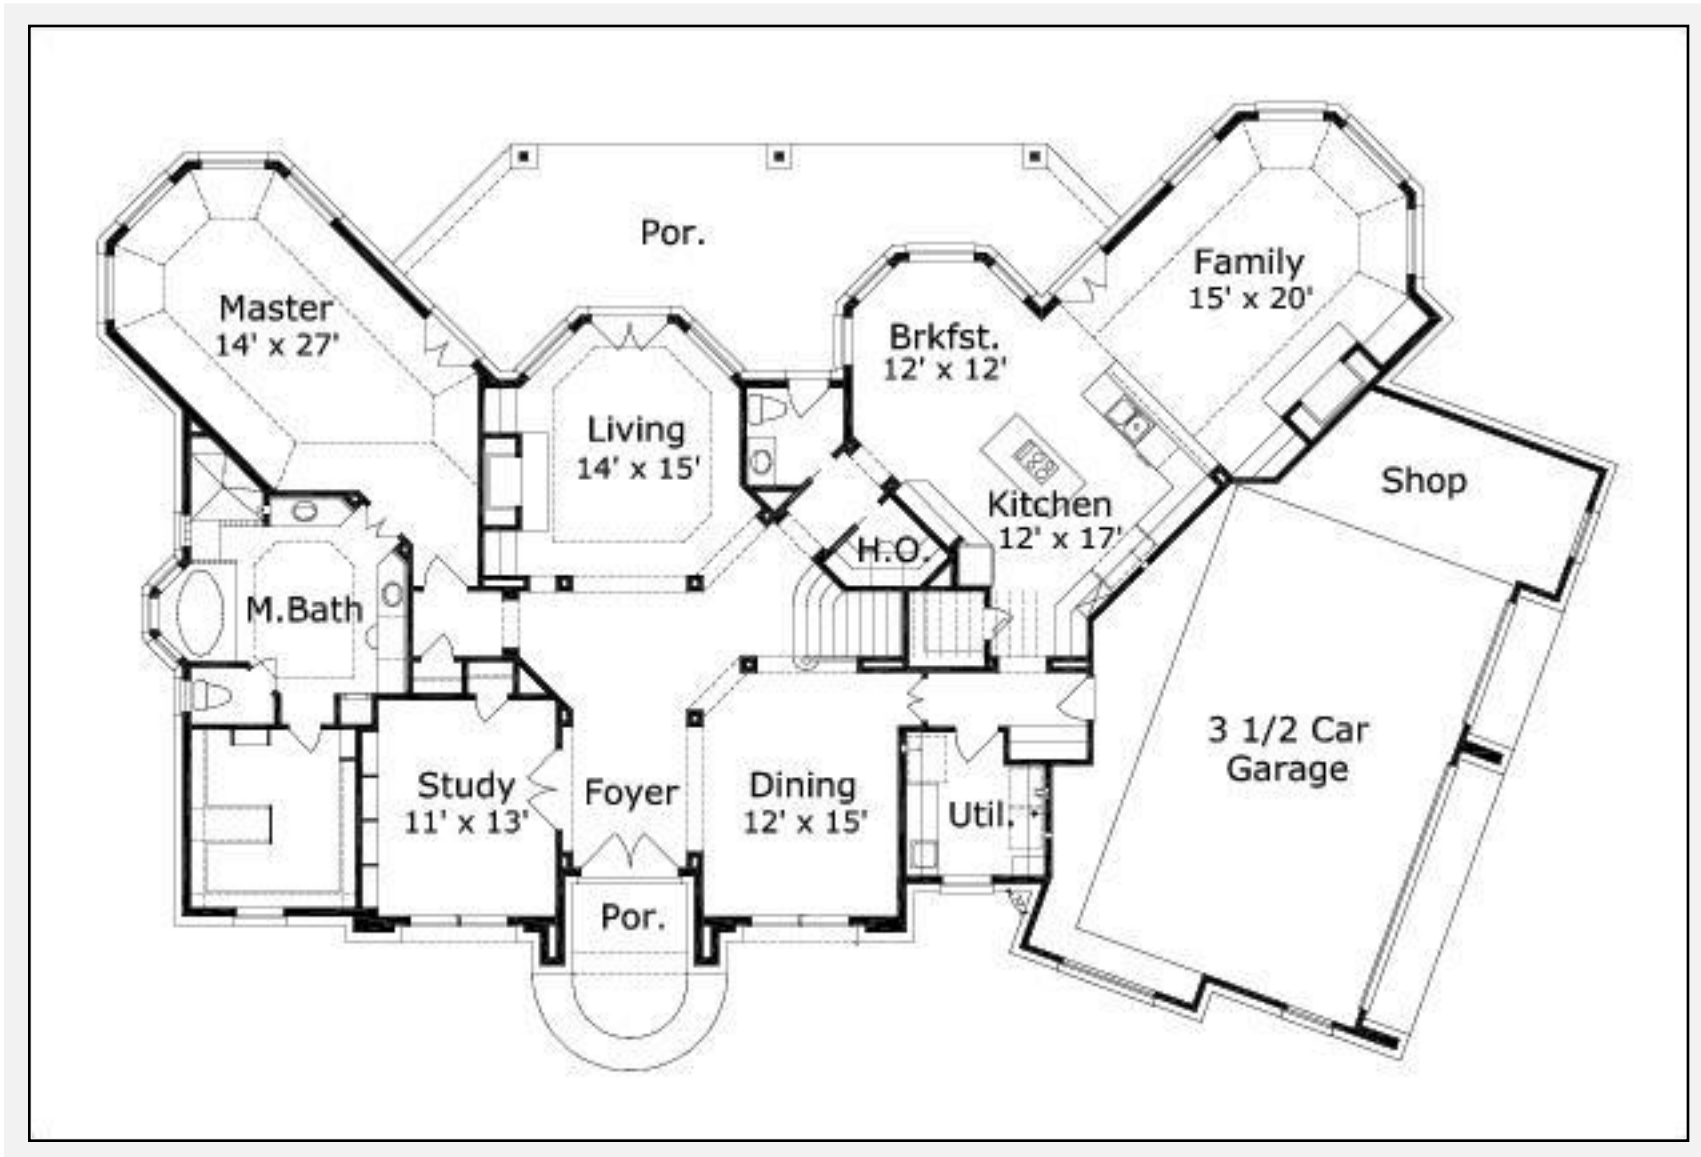 Por.
Family
15' x 20'
Master
14' x 27'
Brkfst.
12' x 12'
Living
14' x 15'
Shop
Kitchen
12' x 17'
H.O.
M.Bath
3 1/2 Car
Garage
Study
11' x 13'
Foyer
Dining
12' x 15'
Util.
Por.